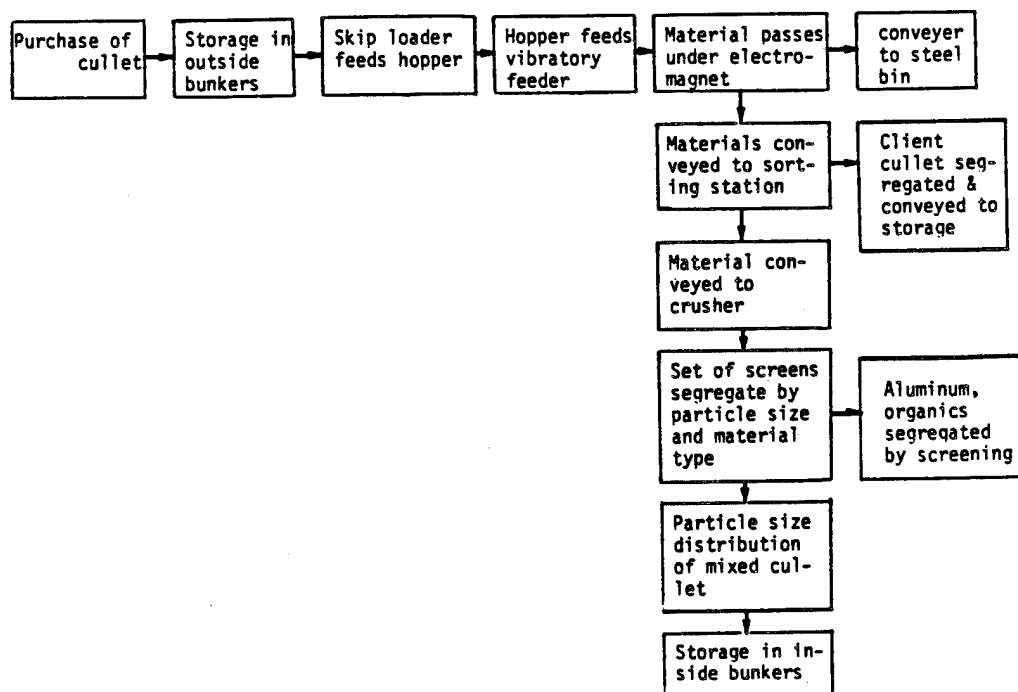 Purchase of
cullet
Storage in
outside
bunkers
Skip loader
feeds hopper
Hopper feeds
vibratory
feeder
Material passes
under electro-
magnet
conveyer
to steel
bin
Materials con-
veyed to sort-
ing station
Client
cullet seg-
regated &
conveyed to
storage
Material con-
veyed to
crusher
Set of screens
segregate by
particle size
and material
type
Aluminum,
organics
segregated
by screening
Particle size
distribution
of mixed cul-
let
Storage in in-
side bunkers